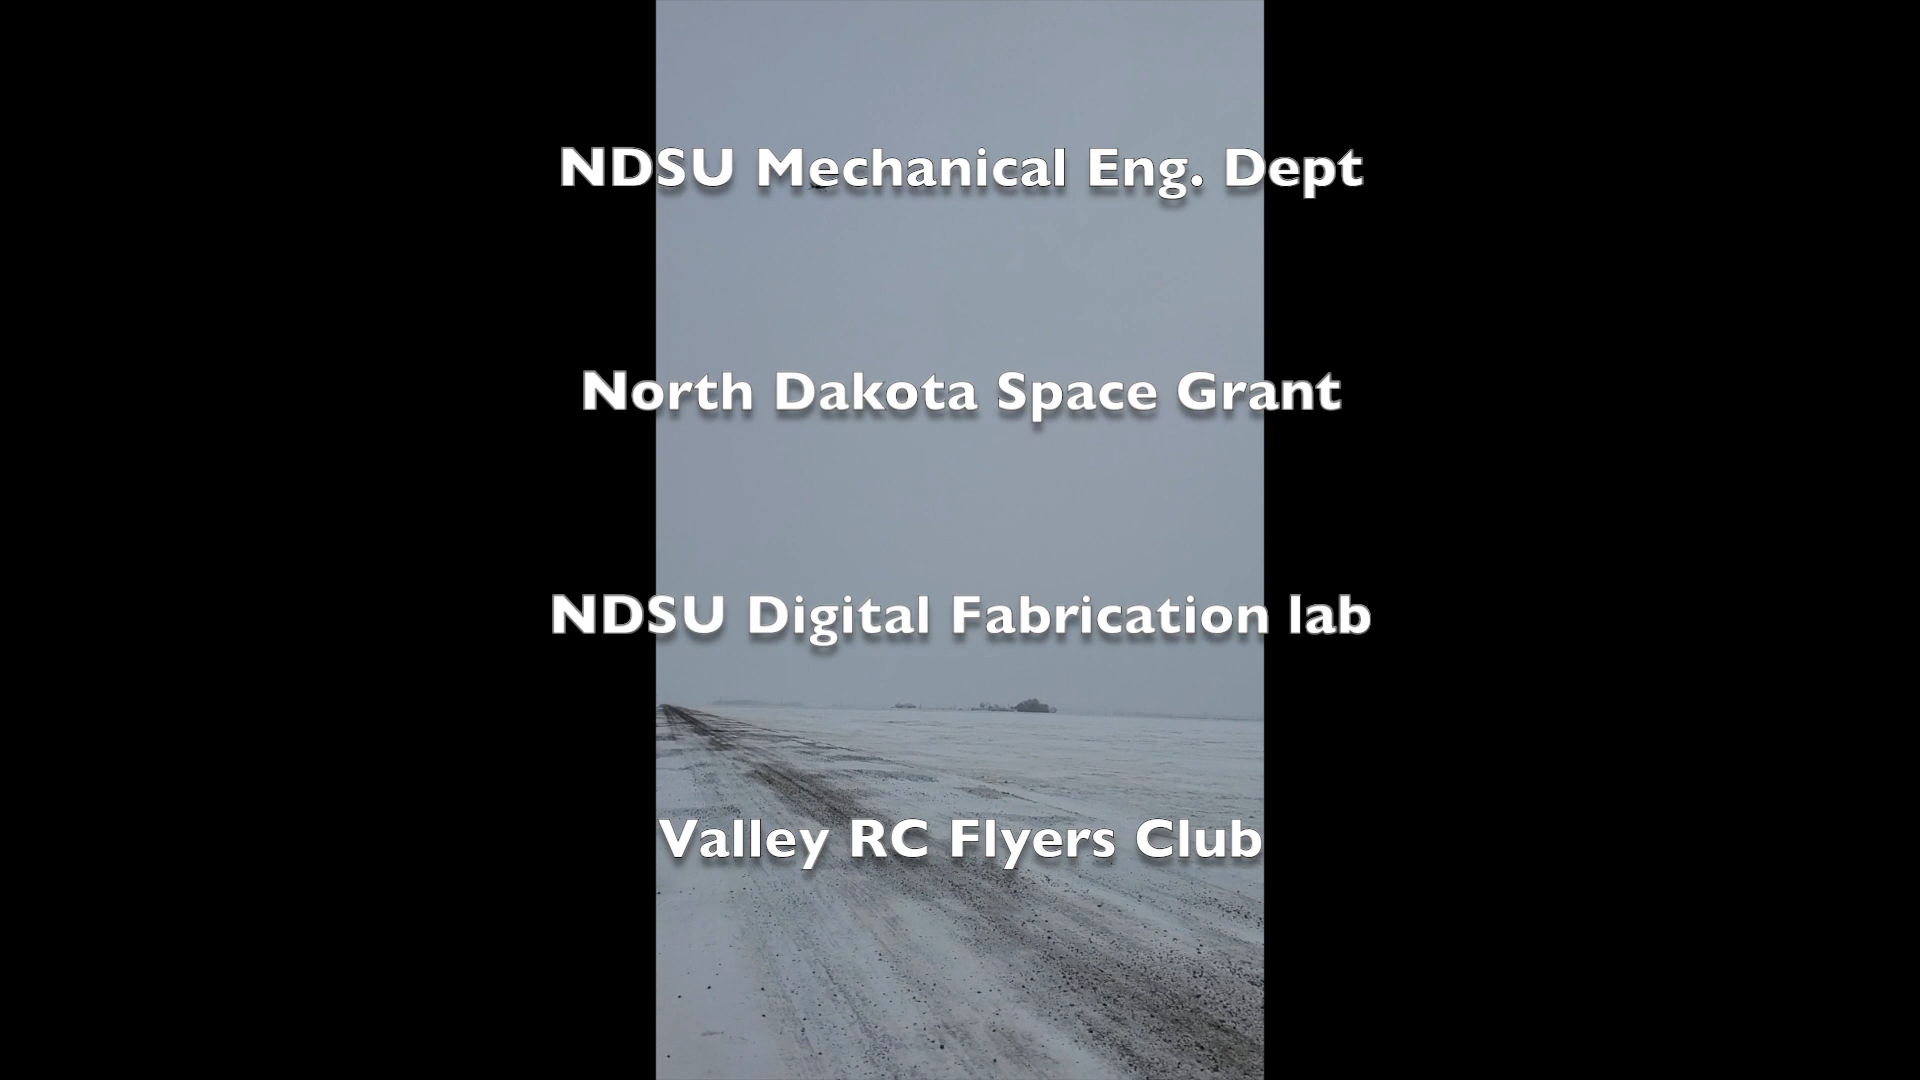 NDSU Mechanical Eng. Dept
North Dakota Space Grant
NDSU Digital Fabrication lab
Valley RC Flyers Club